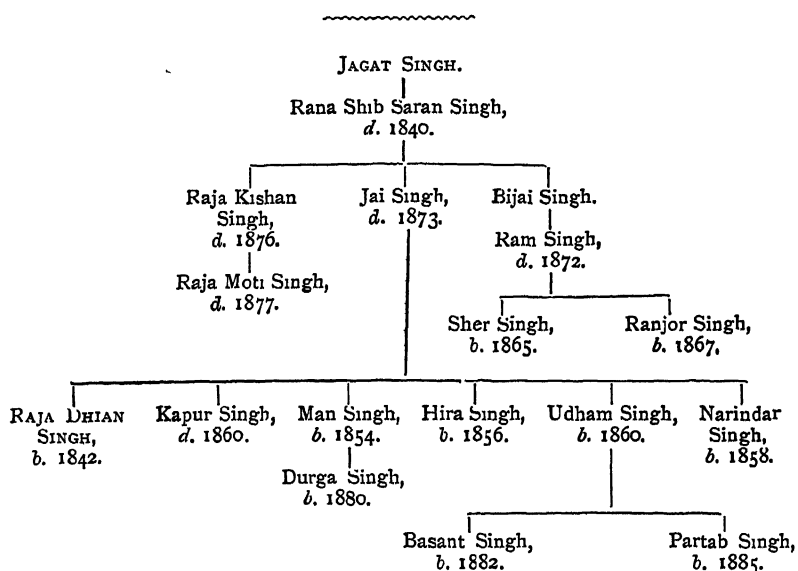 JAGAT SINGH.
Rana Shib Saran Singh,
d. 1840.
Raja Kishan
Singh,
d. 1876.
Raja Moti Singh,
d. 1877.
Jai Singh,
d. 1873.
Bijai Singh.
Ram Singh,
d. 1872.
Sher Singh,
b. 1865.
Ranjor Singh,
b. 1867.
RAJA DHIAN
SINGH,
b. 1842.
Kapur Singh,
d. 1860.
Man Singh,
b. 1854.
Durga Singh,
b. 1880.
Hira Singh,
b. 1856.
Udham Singh,
b. 1860.
Narindar
Singh,
b. 1858.
Basant Singh,
b. 1882.
Partab Singh,
b. 1885.